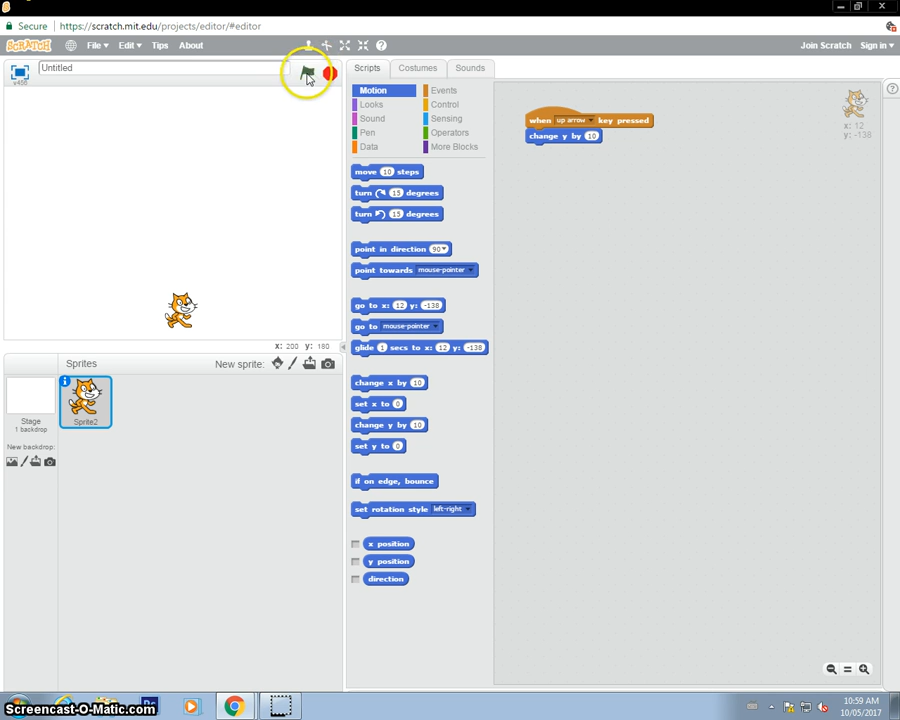 Secure https://scratch.mit.edu/projects/editor/#editor
SCRATCH File Edit Tips About Join Scratch Sign in
v456 Untitled
Scripts Costumes Sounds
Motion Events
Looks Control
Sound Sensing
Pen Operators
Data More Blocks
move 10 steps
turn 15 degrees
turn 15 degrees
point in direction 90
point towards mouse-pointer
go to x: 12 y: -138
go to mouse-pointer
glide 1 secs to x: 12 y: -138
change x by 10
set x to 0
change y by 10
set y to 0
if on edge, bounce
set rotation style left-right
x position
y position
direction
when up arrow key pressed
change y by 10
x: 12
y: -138
x: 200 y: 180
Sprites New sprite:
Stage
1 backdrop
New backdrop:
Sprite2
Ps
10:59 AM
10/05/2017
Screencast-O-Matic.com